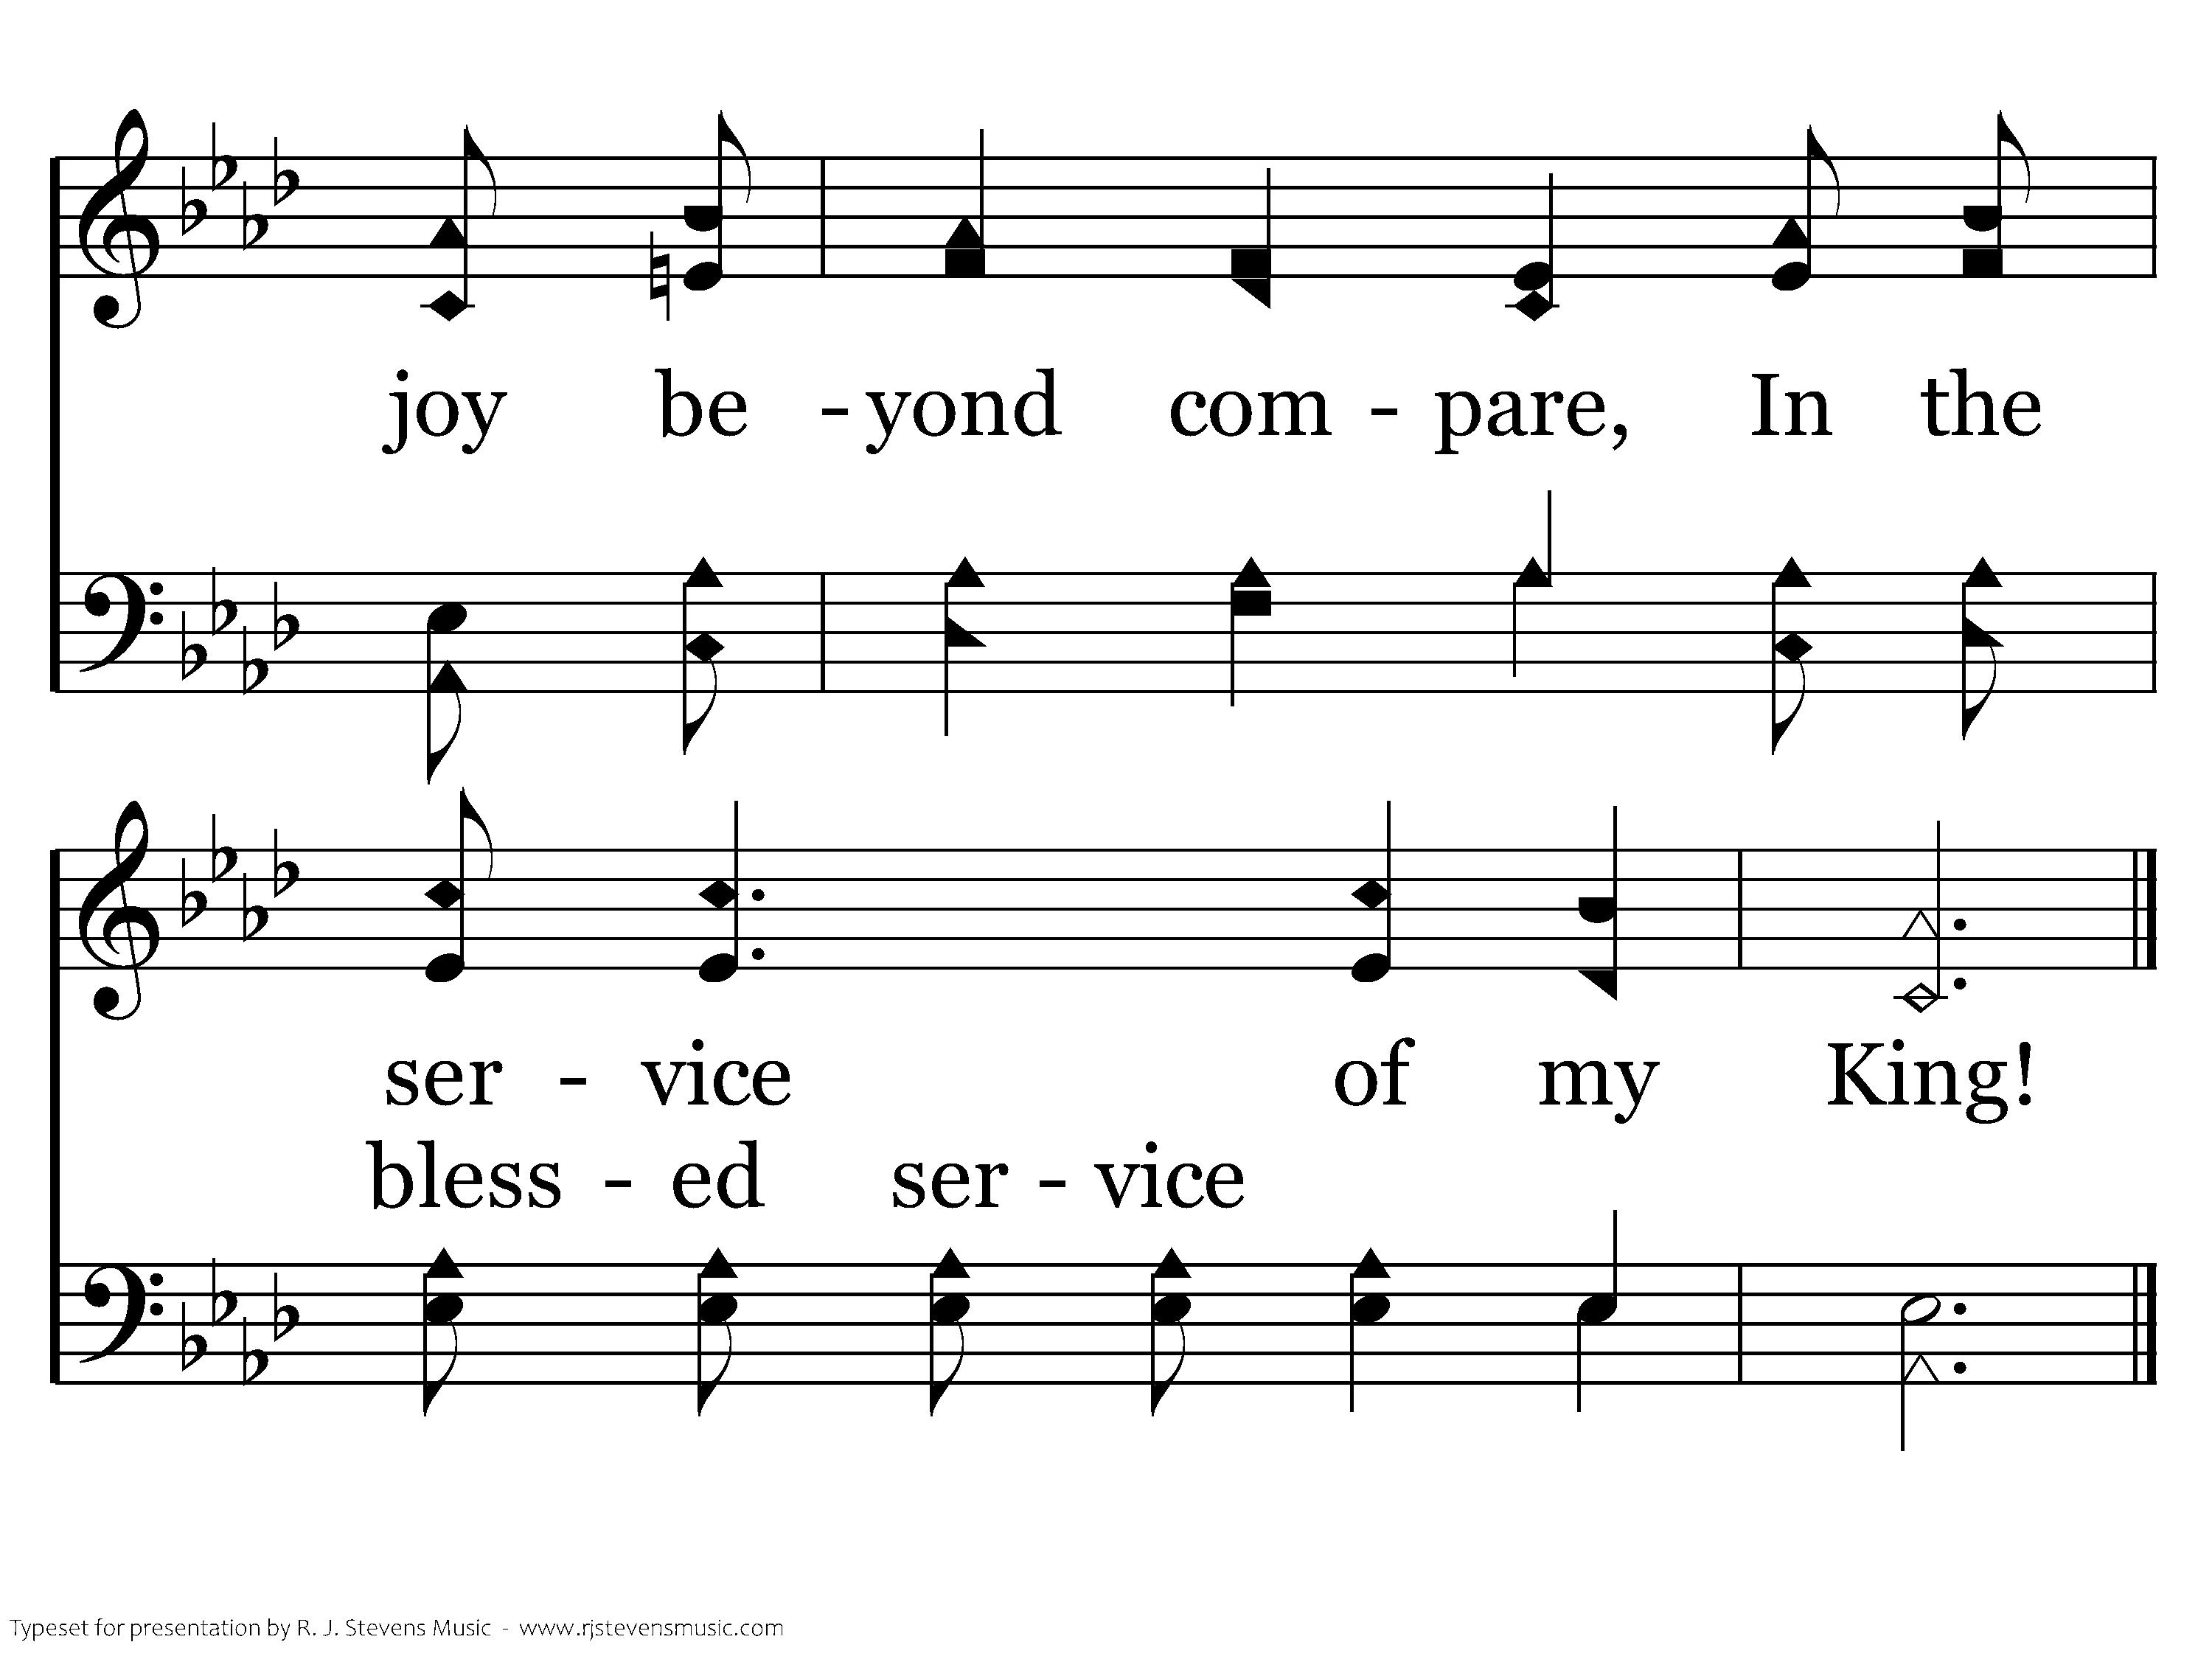 joy be - yond com - pare, In the
ser - vice of my King!
bless - ed ser - vice
Typeset for presentation by R. J. Stevens Music - www.rjstevensmusic.com